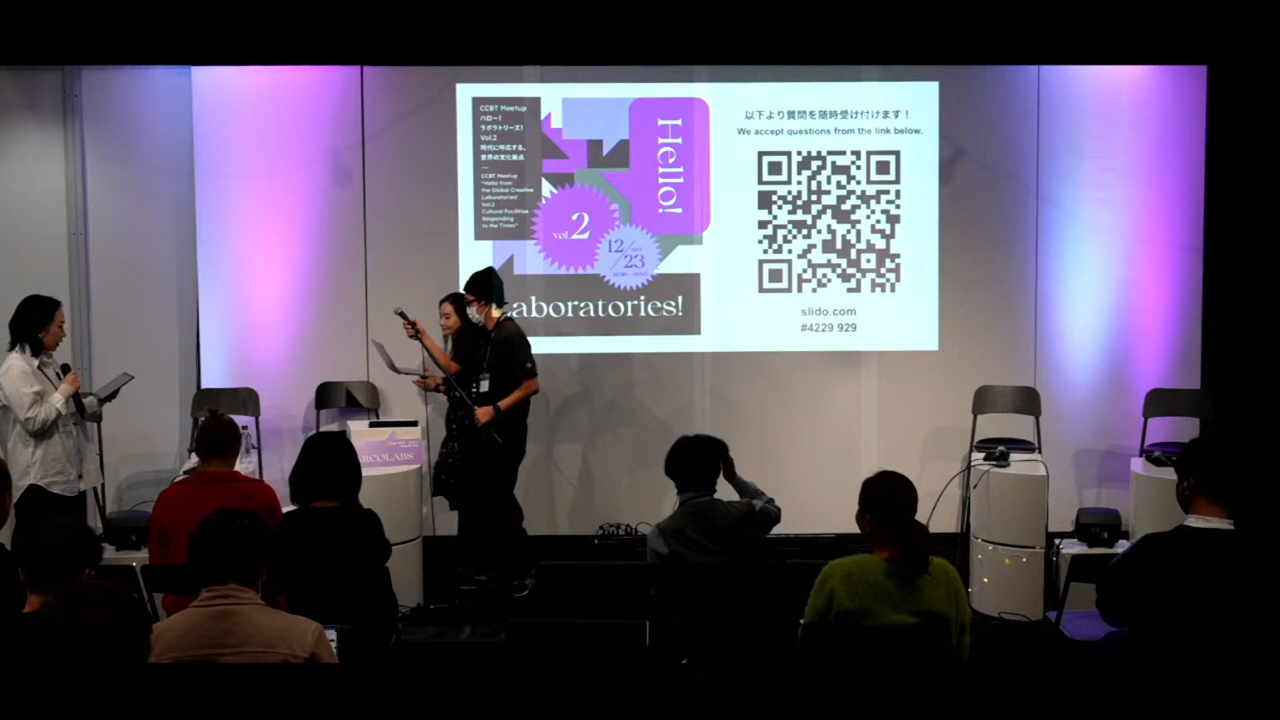 CCBT Meetup
ハロー!
ラボラトリーズ!
Vol.2
時代に呼応する、
世界の文化拠点
CCBT Meetup
"Hello from
the Global Creative
Laboratories!
Vol.2
Cultural Facilities
Responding
to the Times"
Hello!
vol.2
12/23
SAT
Laboratories!
以下より質問を随時受け付けます!
We accept questions from the link below.
slido.com
#4229 929
ARCOLABS